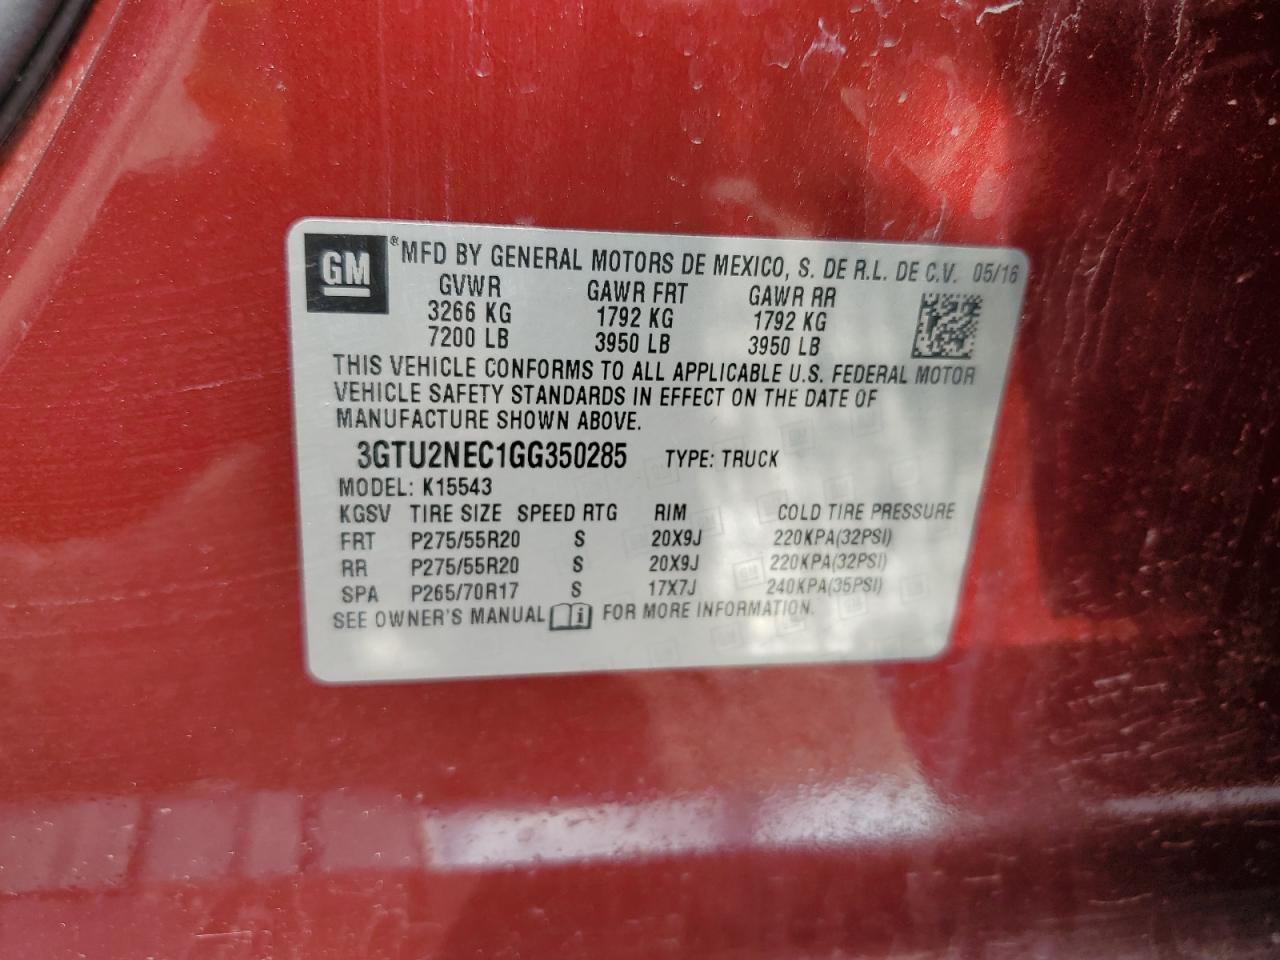 GM ® MFD BY GENERAL MOTORS DE MEXICO, S. DE R.L. DE C.V. 05/16
GVWR GAWR FRT GAWR RR
3266 KG 1792 KG 1792 KG
7200 LB 3950 LB 3950 LB
THIS VEHICLE CONFORMS TO ALL APPLICABLE U.S. FEDERAL MOTOR
VEHICLE SAFETY STANDARDS IN EFFECT ON THE DATE OF
MANUFACTURE SHOWN ABOVE.
3GTU2NEC1GG350285 TYPE: TRUCK
MODEL: K15543
KGSV TIRE SIZE SPEED RTG RIM COLD TIRE PRESSURE
FRT P275/55R20 S 20X9J 220KPA(32PSI)
RR P275/55R20 S 20X9J 220KPA(32PSI)
SPA P265/70R17 S 17X7J 240KPA(35PSI)
SEE OWNER'S MANUAL i FOR MORE INFORMATION.